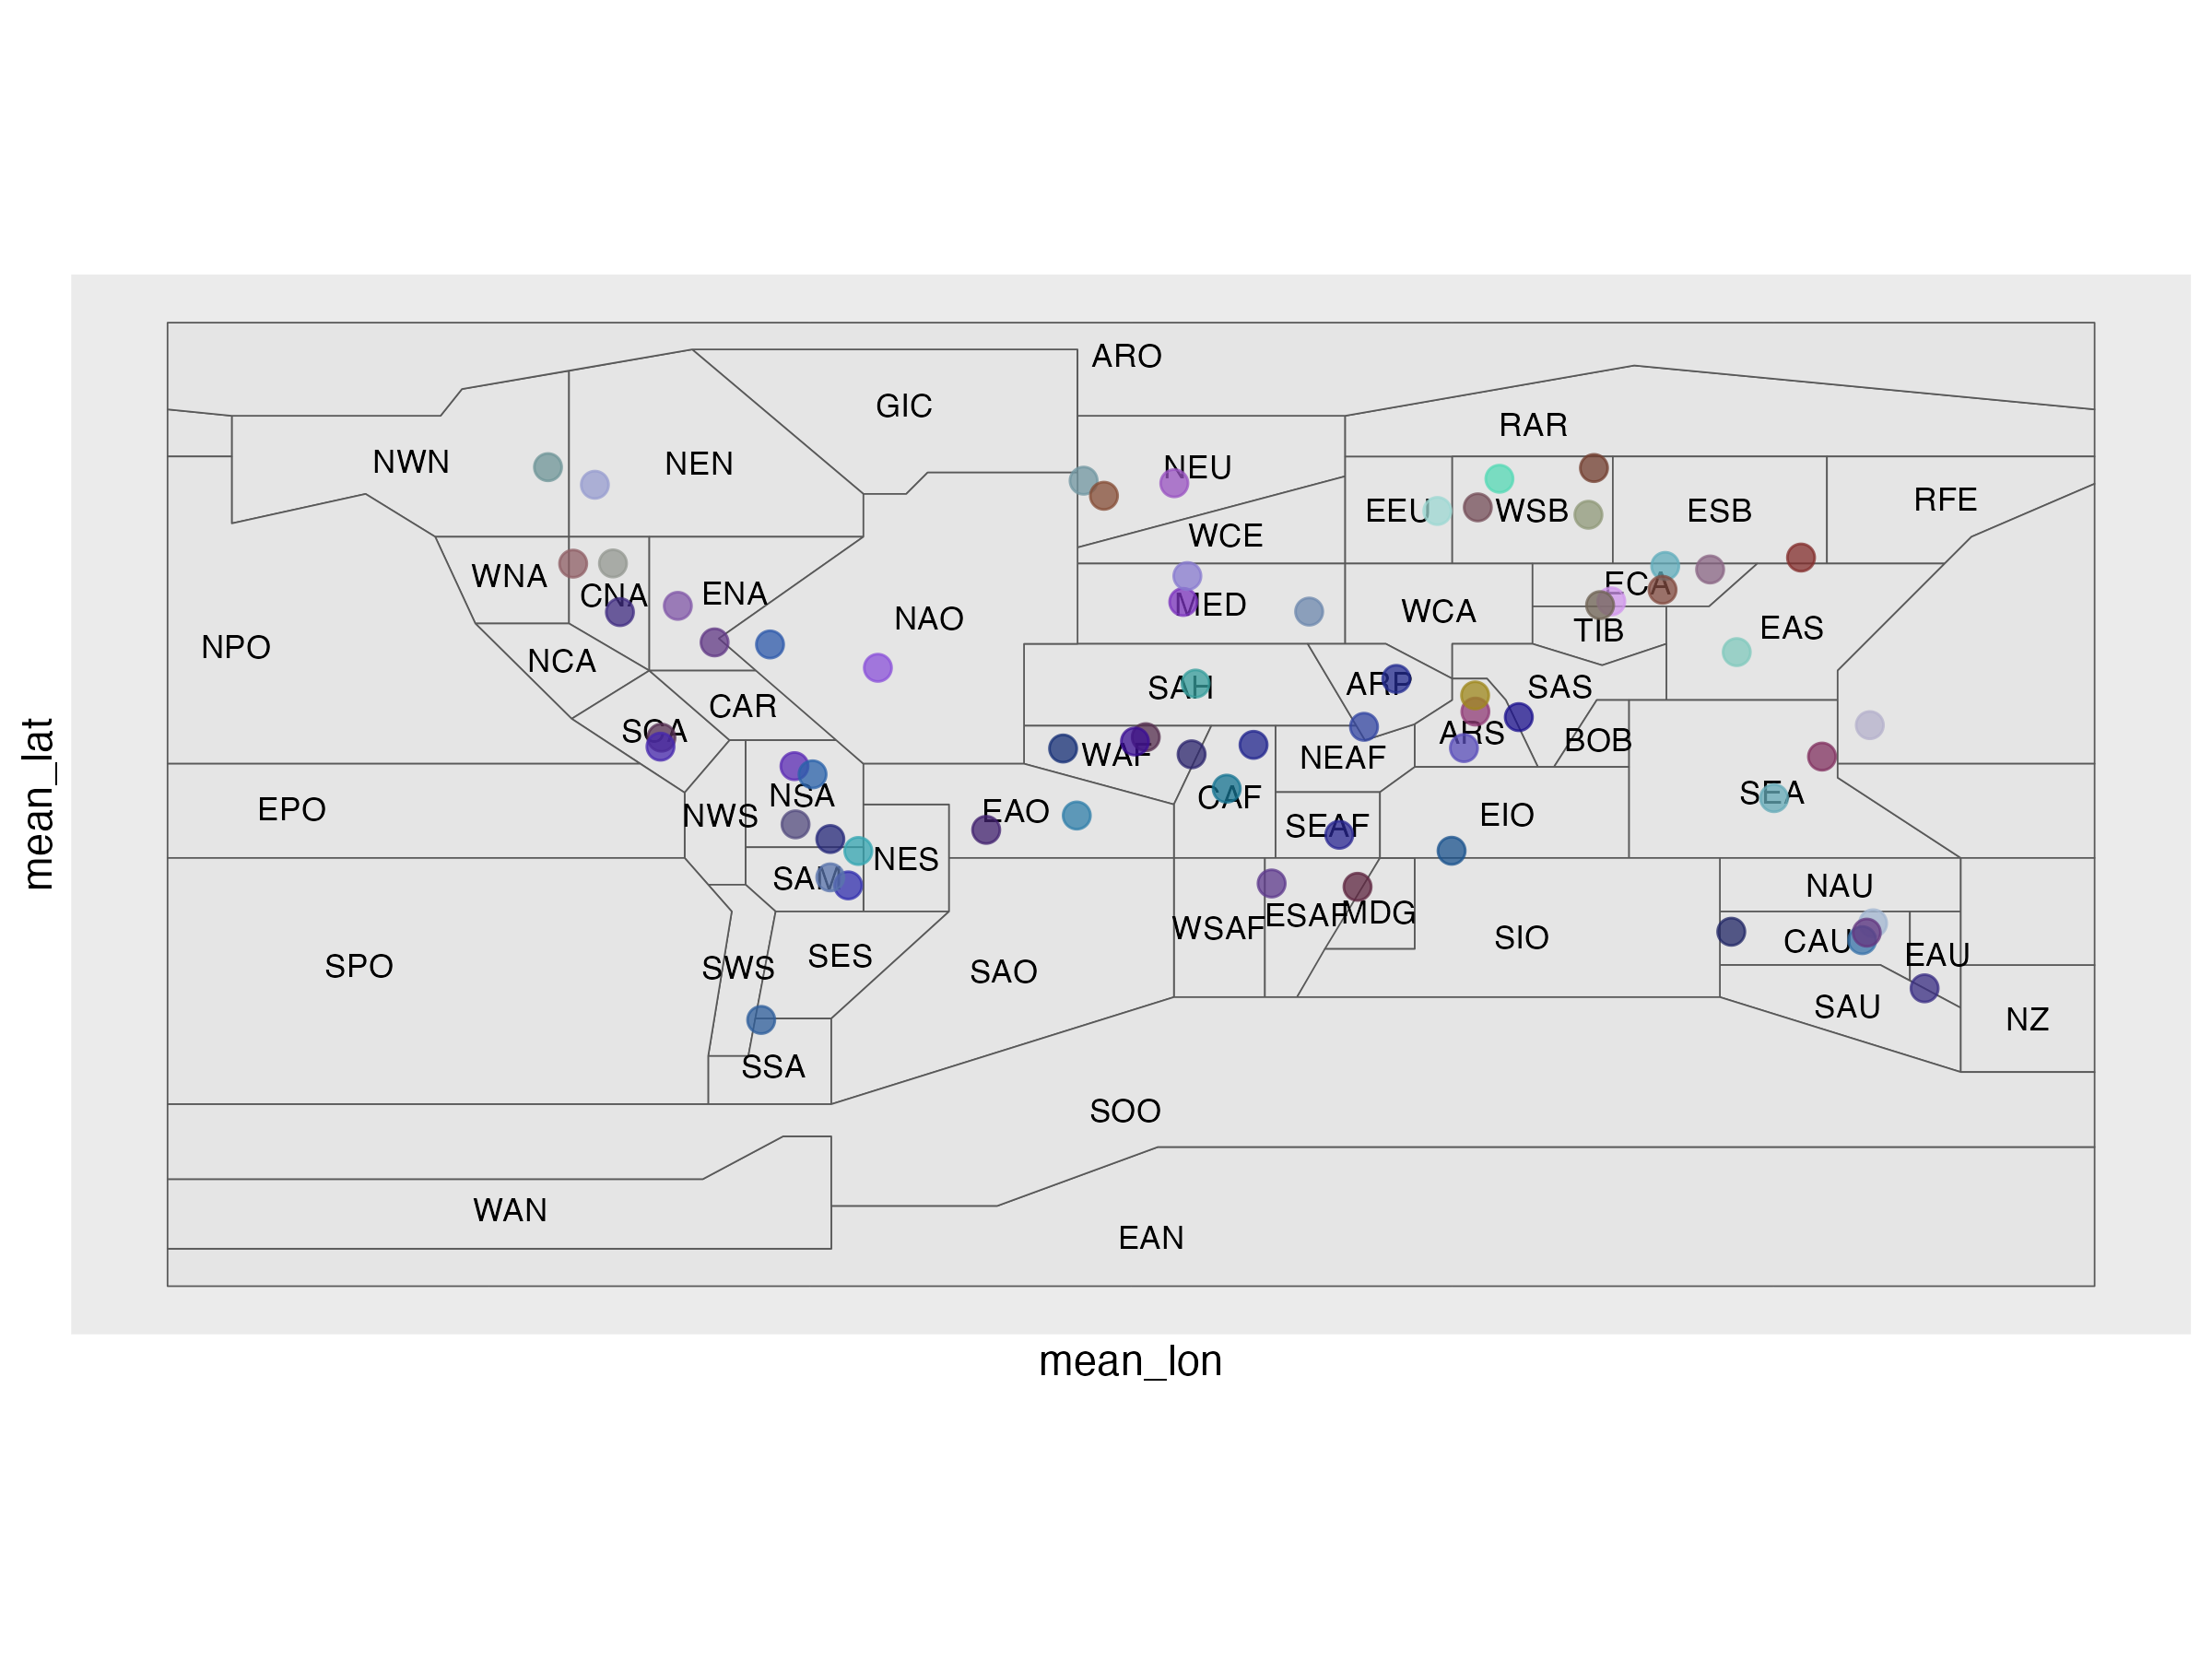 ARO
GIC
RAR
NWN
NEN
NEU
RFE
EEU
WSB
ESB
WCE
WNA
CNA
ENA
ECA
MED
WCA
NAO
TIB
EAS
NPO
NCA
SAH
ARP
SAS
CAR
SCA
ARS
BOB
WAF
NEAF
NSA
CAF
SEA
EPO
NWS
EAO
SEAF
EIO
NES
SAM
NAU
WSAF
ESAF
MDG
SIO
CAU
EAU
SPO
SWS
SES
SAO
SAU
NZ
SSA
SOO
WAN
EAN
mean_lon
mean_lat